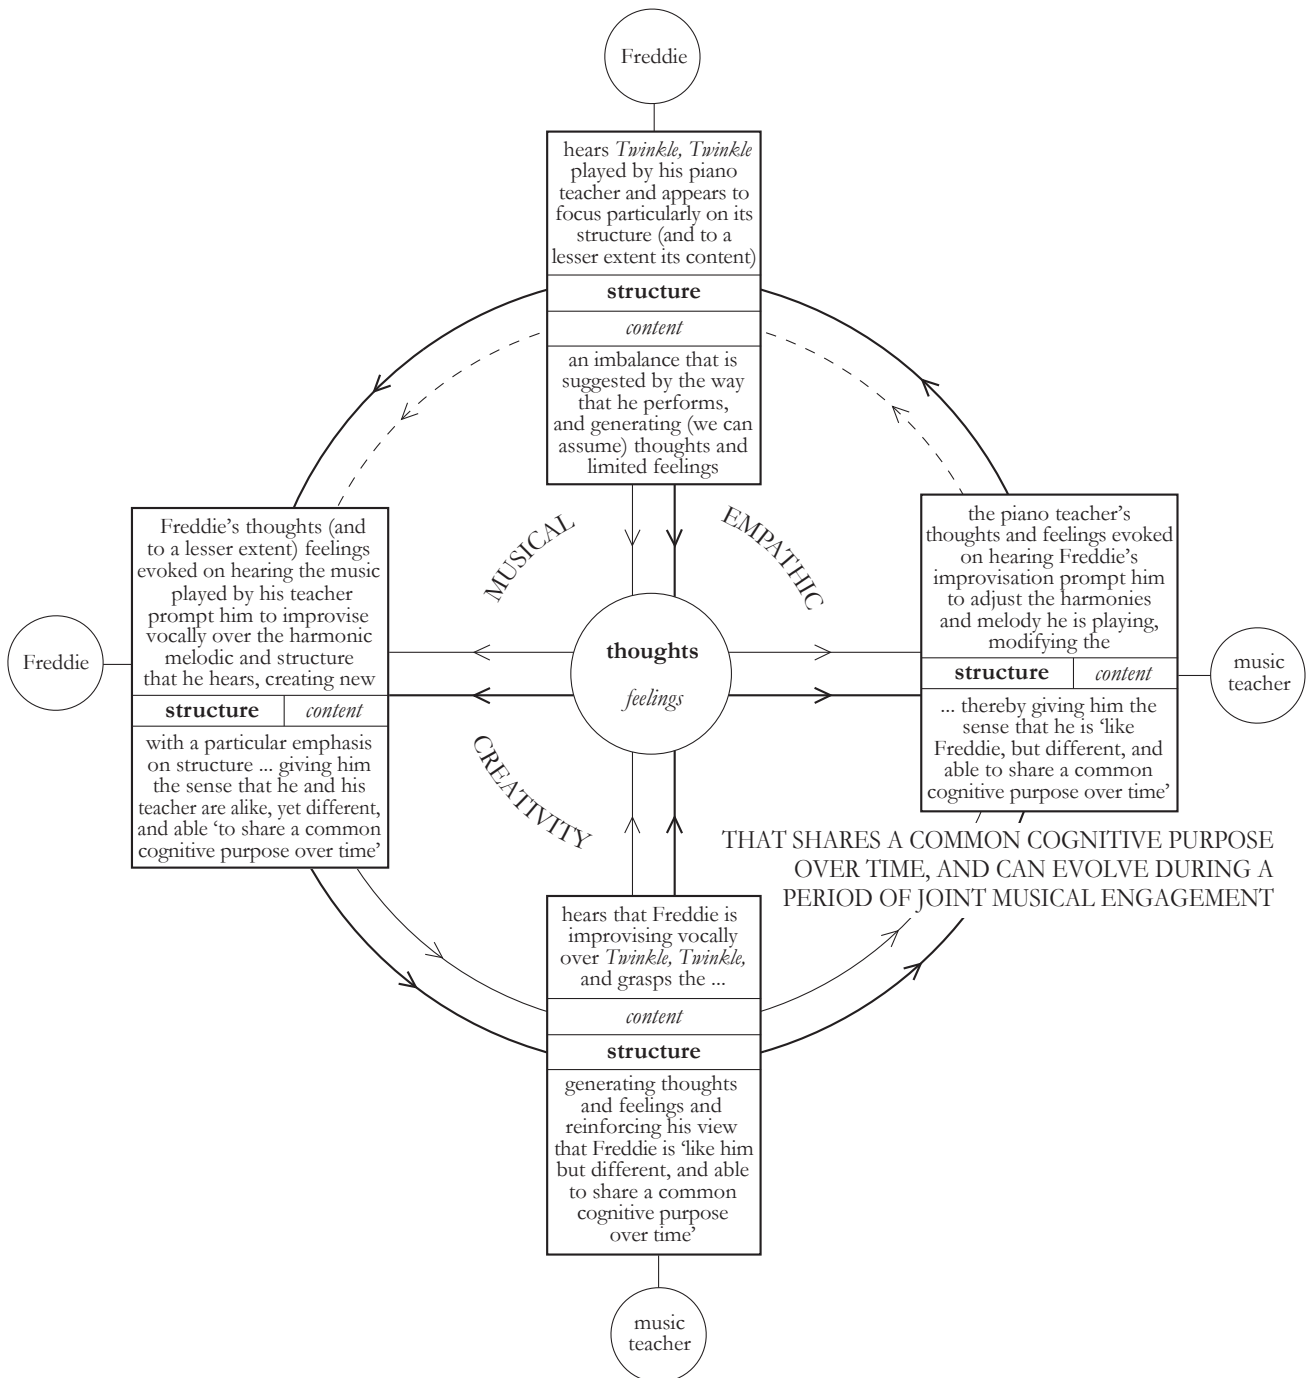 Freddie
hears Twinkle, Twinkle
played by his piano
teacher and appears to
focus particularly on its
structure (and to a
lesser extent its content)
structure
content
an imbalance that is
suggested by the way
that he performs,
and generating (we can
assume) thoughts and
limited feelings
MUSICAL
EMPATHIC
CREATIVITY
Freddie
Freddie’s thoughts (and
to a lesser extent) feelings
evoked on hearing the music
played by his teacher
prompt him to improvise
vocally over the harmonic
melodic and structure
that he hears, creating new
structure
content
with a particular emphasis
on structure ... giving him
the sense that he and his
teacher are alike, yet different,
and able ‘to share a common
cognitive purpose over time’
thoughts
feelings
the piano teacher’s
thoughts and feelings evoked
on hearing Freddie’s
improvisation prompt him
to adjust the harmonies
and melody he is playing,
modifying the
structure
content
... thereby giving him the
sense that he is ‘like
Freddie, but different, and
able to share a common
cognitive purpose over time’
music
teacher
THAT SHARES A COMMON COGNITIVE PURPOSE
OVER TIME, AND CAN EVOLVE DURING A
PERIOD OF JOINT MUSICAL ENGAGEMENT
hears that Freddie is
improvising vocally
over Twinkle, Twinkle,
and grasps the ...
content
structure
generating thoughts
and feelings and
reinforcing his view
that Freddie is ‘like him
but different, and able
to share a common
cognitive purpose
over time’
music
teacher